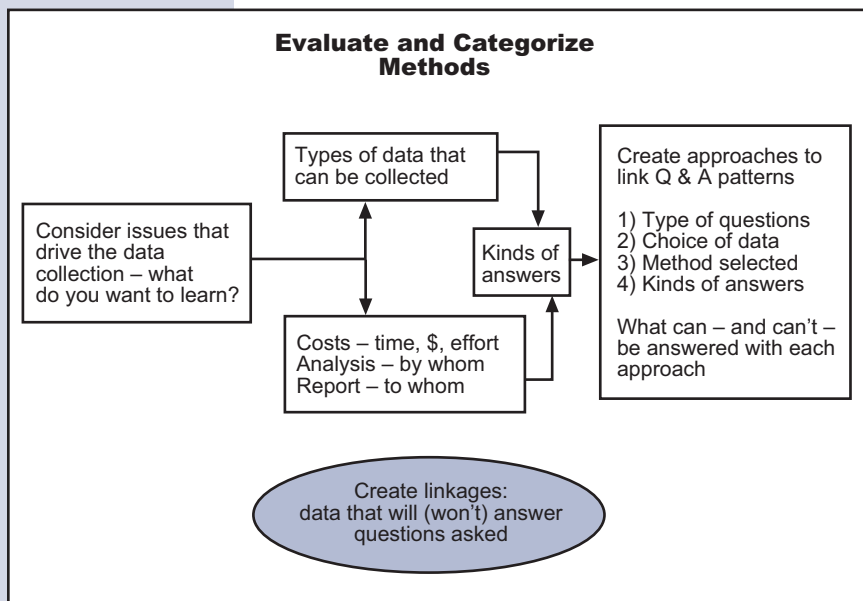 Evaluate and Categorize
Methods
Consider issues that
drive the data
collection – what
do you want to learn?
Types of data that
can be collected
Costs – time, $, effort
Analysis – by whom
Report – to whom
Kinds of
answers
Create approaches to
link Q & A patterns
1) Type of questions
2) Choice of data
3) Method selected
4) Kinds of answers
What can – and can't –
be answered with each
approach
Create linkages:
data that will (won't) answer
questions asked